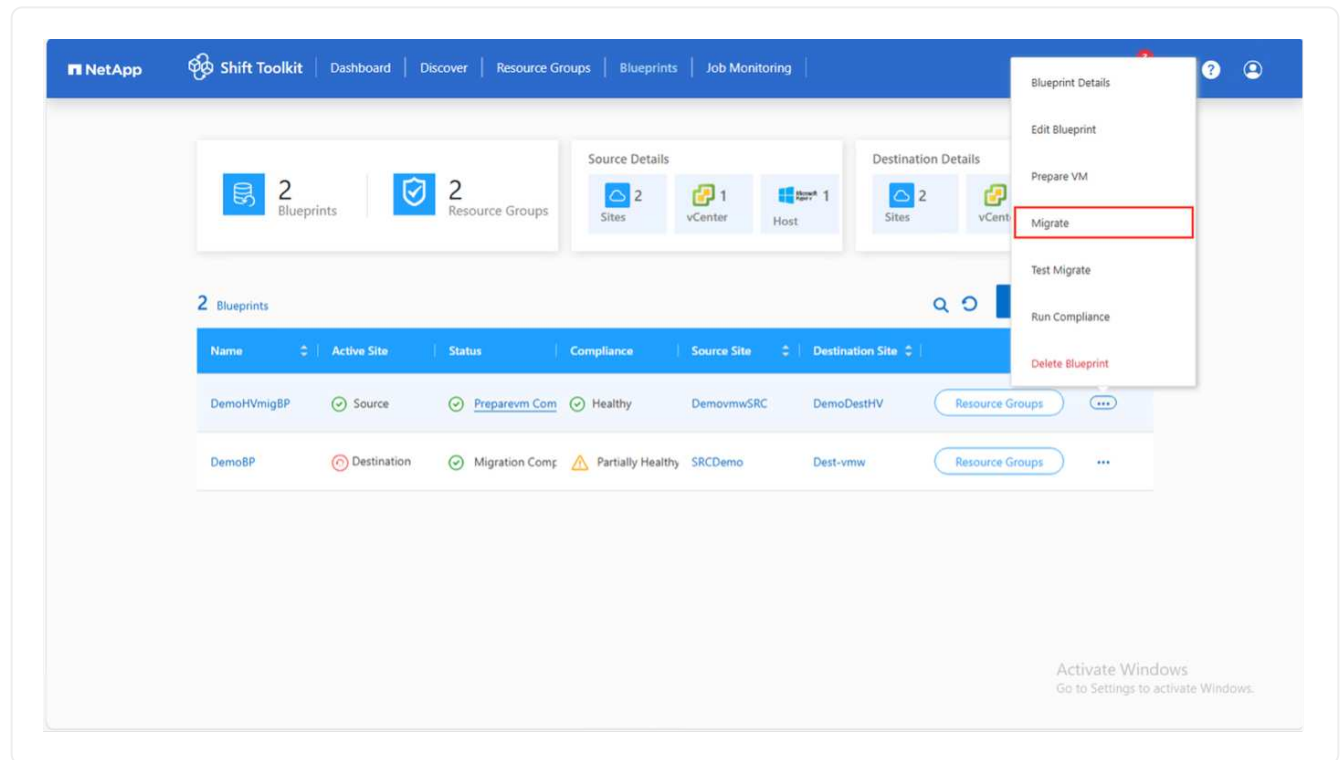 NetApp
Shift Toolkit
Dashboard
Discover
Resource Groups
Blueprints
Job Monitoring
?
Blueprint Details
Edit Blueprint
Prepare VM
Migrate
Test Migrate
Run Compliance
Delete Blueprint
2
Blueprints
2
Resource Groups
Source Details
2
Sites
1
vCenter
1
Host
Destination Details
2
Sites
vCent
2 Blueprints
Name Active Site Status Compliance Source Site Destination Site
DemoHVmigBP Source Preparevm Com Healthy DemovmwSRC DemoDestHV Resource Groups ...
DemoBP Destination Migration Comp Partially Healthy SRCDemo Dest-vmw Resource Groups ...
Activate Windows
Go to Settings to activate Windows.